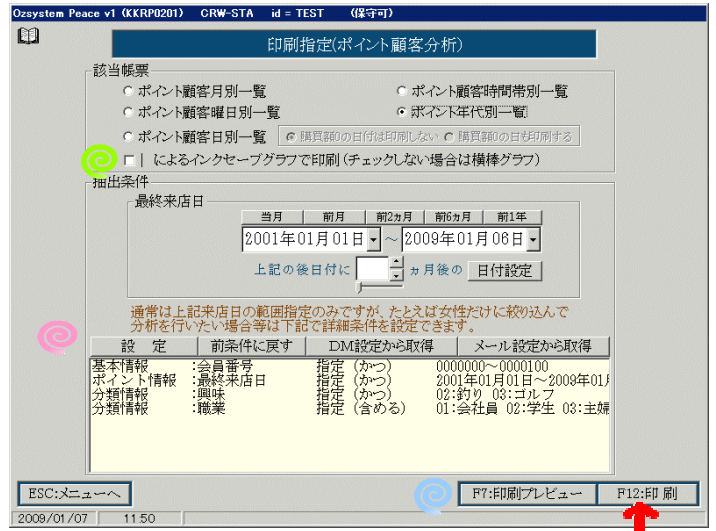 Ozsystem Peace v1 (KKRP0201) CRW-STA id = TEST (保守可)
印刷指定(ポイント顧客分析)
該当帳票
ポイント顧客月別一覧 ポイント顧客時間帯別一覧
ポイント顧客曜日別一覧 ポイント年代別一覧
ポイント顧客日別一覧 購買額0の日付は印刷しない 購買額0の日も印刷する
| によるインクセーブグラフで印刷(チェックしない場合は横棒グラフ)
抽出条件
最終来店日
当月 前月 前2ヵ月 前6ヵ月 前1年
2001年01月01日 ~ 2009年01月06日
上記の後日付に ヵ月後の 日付設定
通常は上記来店日の範囲指定のみですが、たとえば女性だけに絞り込んで
分析を行いたい場合等は下記で詳細条件を設定できます。
設 定 前条件に戻す DM設定から取得 メール設定から取得
基本情報 :会員番号 指定 (かつ) 0000000~0000100
ポイント情報 :最終来店日 指定 (かつ) 2001年01月01日~2009年01月
分類情報 :興味 指定 (かつ) 02:釣り 03:ゴルフ
分類情報 :職業 指定 (含める) 01:会社員 02:学生 03:主婦
ESC:メニューへ F7:印刷プレビュー F12:印 刷
2009/01/07 11:50